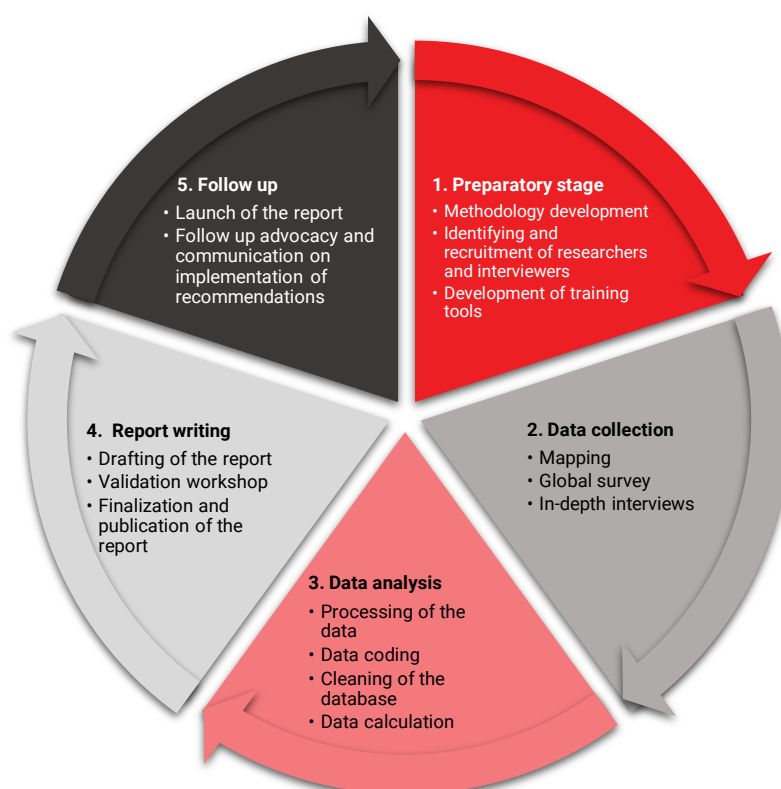 1. Preparatory stage
• Methodology development
• Identifying and
recruitment of researchers
and interviewers
• Development of training
tools
2. Data collection
• Mapping
• Global survey
• In-depth interviews
3. Data analysis
• Processing of the
data
• Data coding
• Cleaning of the
database
• Data calculation
4. Report writing
• Drafting of the report
• Validation workshop
• Finalization and
publication of the
report
5. Follow up
• Launch of the report
• Follow up advocacy and
communication on
implementation of
recommendations